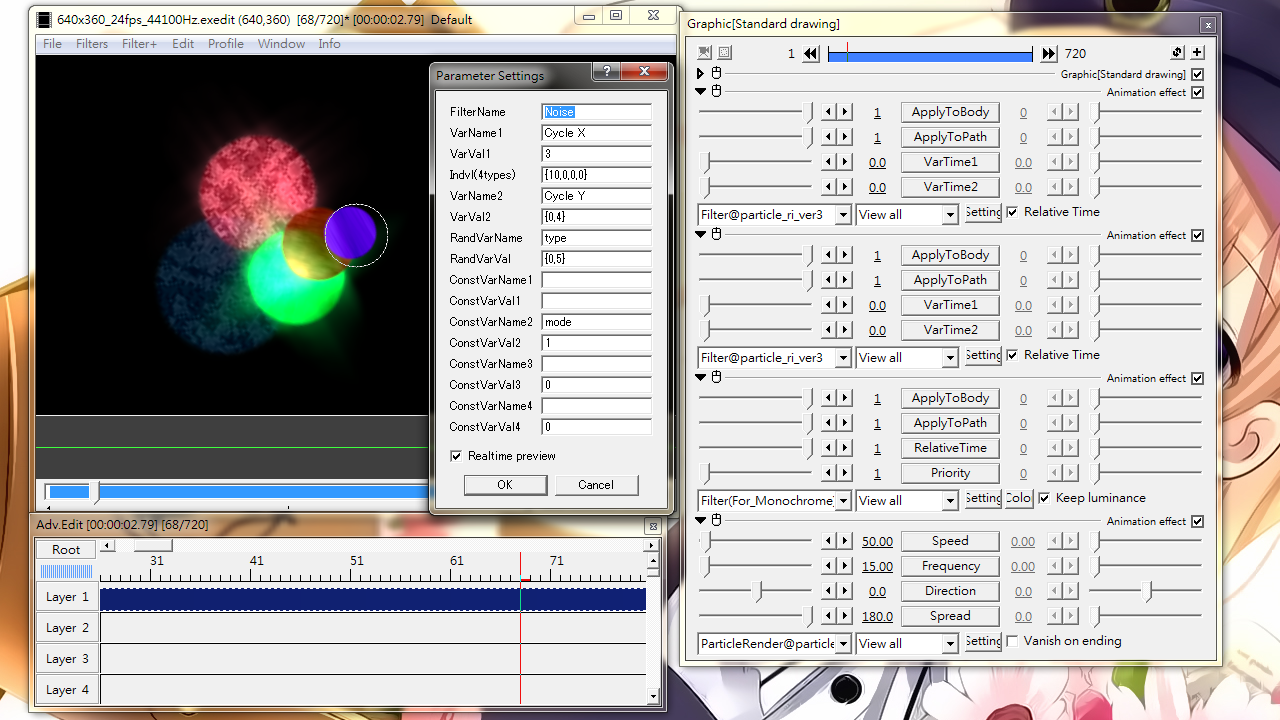 640x360_24fps_44100Hz.exedit (640,360) [68/720]* [00:00:02.79] Default
File Filters Filter+ Edit Profile Window Info
Parameter Settings
FilterName Noise
VarName1 Cycle X
VarVal1 3
Indvl(4types) {10,0,0,0}
VarName2 Cycle Y
VarVal2 {0,4}
RandVarName type
RandVarVal {0,5}
ConstVarName1
ConstVarVal1
ConstVarName2 mode
ConstVarVal2 1
ConstVarName3
ConstVarVal3 0
ConstVarName4
ConstVarVal4 0
Realtime preview
OK Cancel
Adv.Edit [00:00:02.79] [68/720]
Root
31 41 51 61 71
Layer 1
Layer 2
Layer 3
Layer 4
Graphic[Standard drawing]
1 720
Graphic[Standard drawing]
Animation effect
1 ApplyToBody 0
1 ApplyToPath 0
0.0 VarTime1 0.0
0.0 VarTime2 0.0
Filter@particle_ri_ver3 View all Setting Relative Time
Animation effect
1 ApplyToBody 0
1 ApplyToPath 0
0.0 VarTime1 0.0
0.0 VarTime2 0.0
Filter@particle_ri_ver3 View all Setting Relative Time
Animation effect
1 ApplyToBody 0
1 ApplyToPath 0
1 RelativeTime 0
1 Priority 0
Filter(For_Monochrome) View all Setting Colo Keep luminance
Animation effect
50.00 Speed 0.00
15.00 Frequency 0.00
0.0 Direction 0.0
180.0 Spread 0.0
ParticleRender@particle View all Setting Vanish on ending